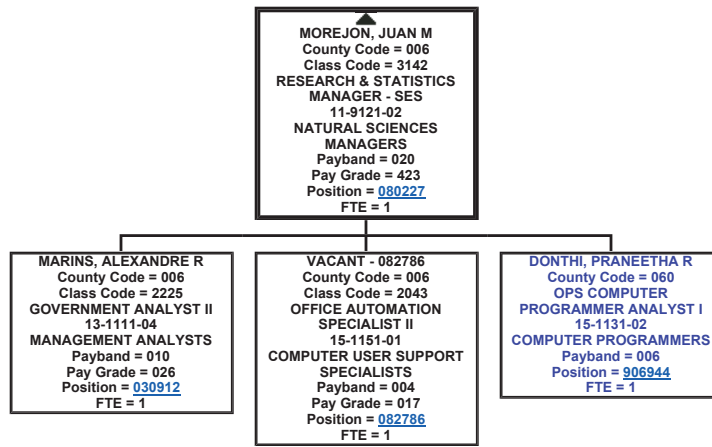 MOREJON, JUAN M
County Code = 006
Class Code = 3142
RESEARCH & STATISTICS
MANAGER - SES
11-9121-02
NATURAL SCIENCES
MANAGERS
Payband = 020
Pay Grade = 423
Position = 080227
FTE = 1
MARINS, ALEXANDRE R
County Code = 006
Class Code = 2225
GOVERNMENT ANALYST II
13-1111-04
MANAGEMENT ANALYSTS
Payband = 010
Pay Grade = 026
Position = 030912
FTE = 1
VACANT - 082786
County Code = 006
Class Code = 2043
OFFICE AUTOMATION
SPECIALIST II
15-1151-01
COMPUTER USER SUPPORT
SPECIALISTS
Payband = 004
Pay Grade = 017
Position = 082786
FTE = 1
DONTHI, PRANEETHA R
County Code = 060
OPS COMPUTER
PROGRAMMER ANALYST I
15-1131-02
COMPUTER PROGRAMMERS
Payband = 006
Position = 906944
FTE = 1